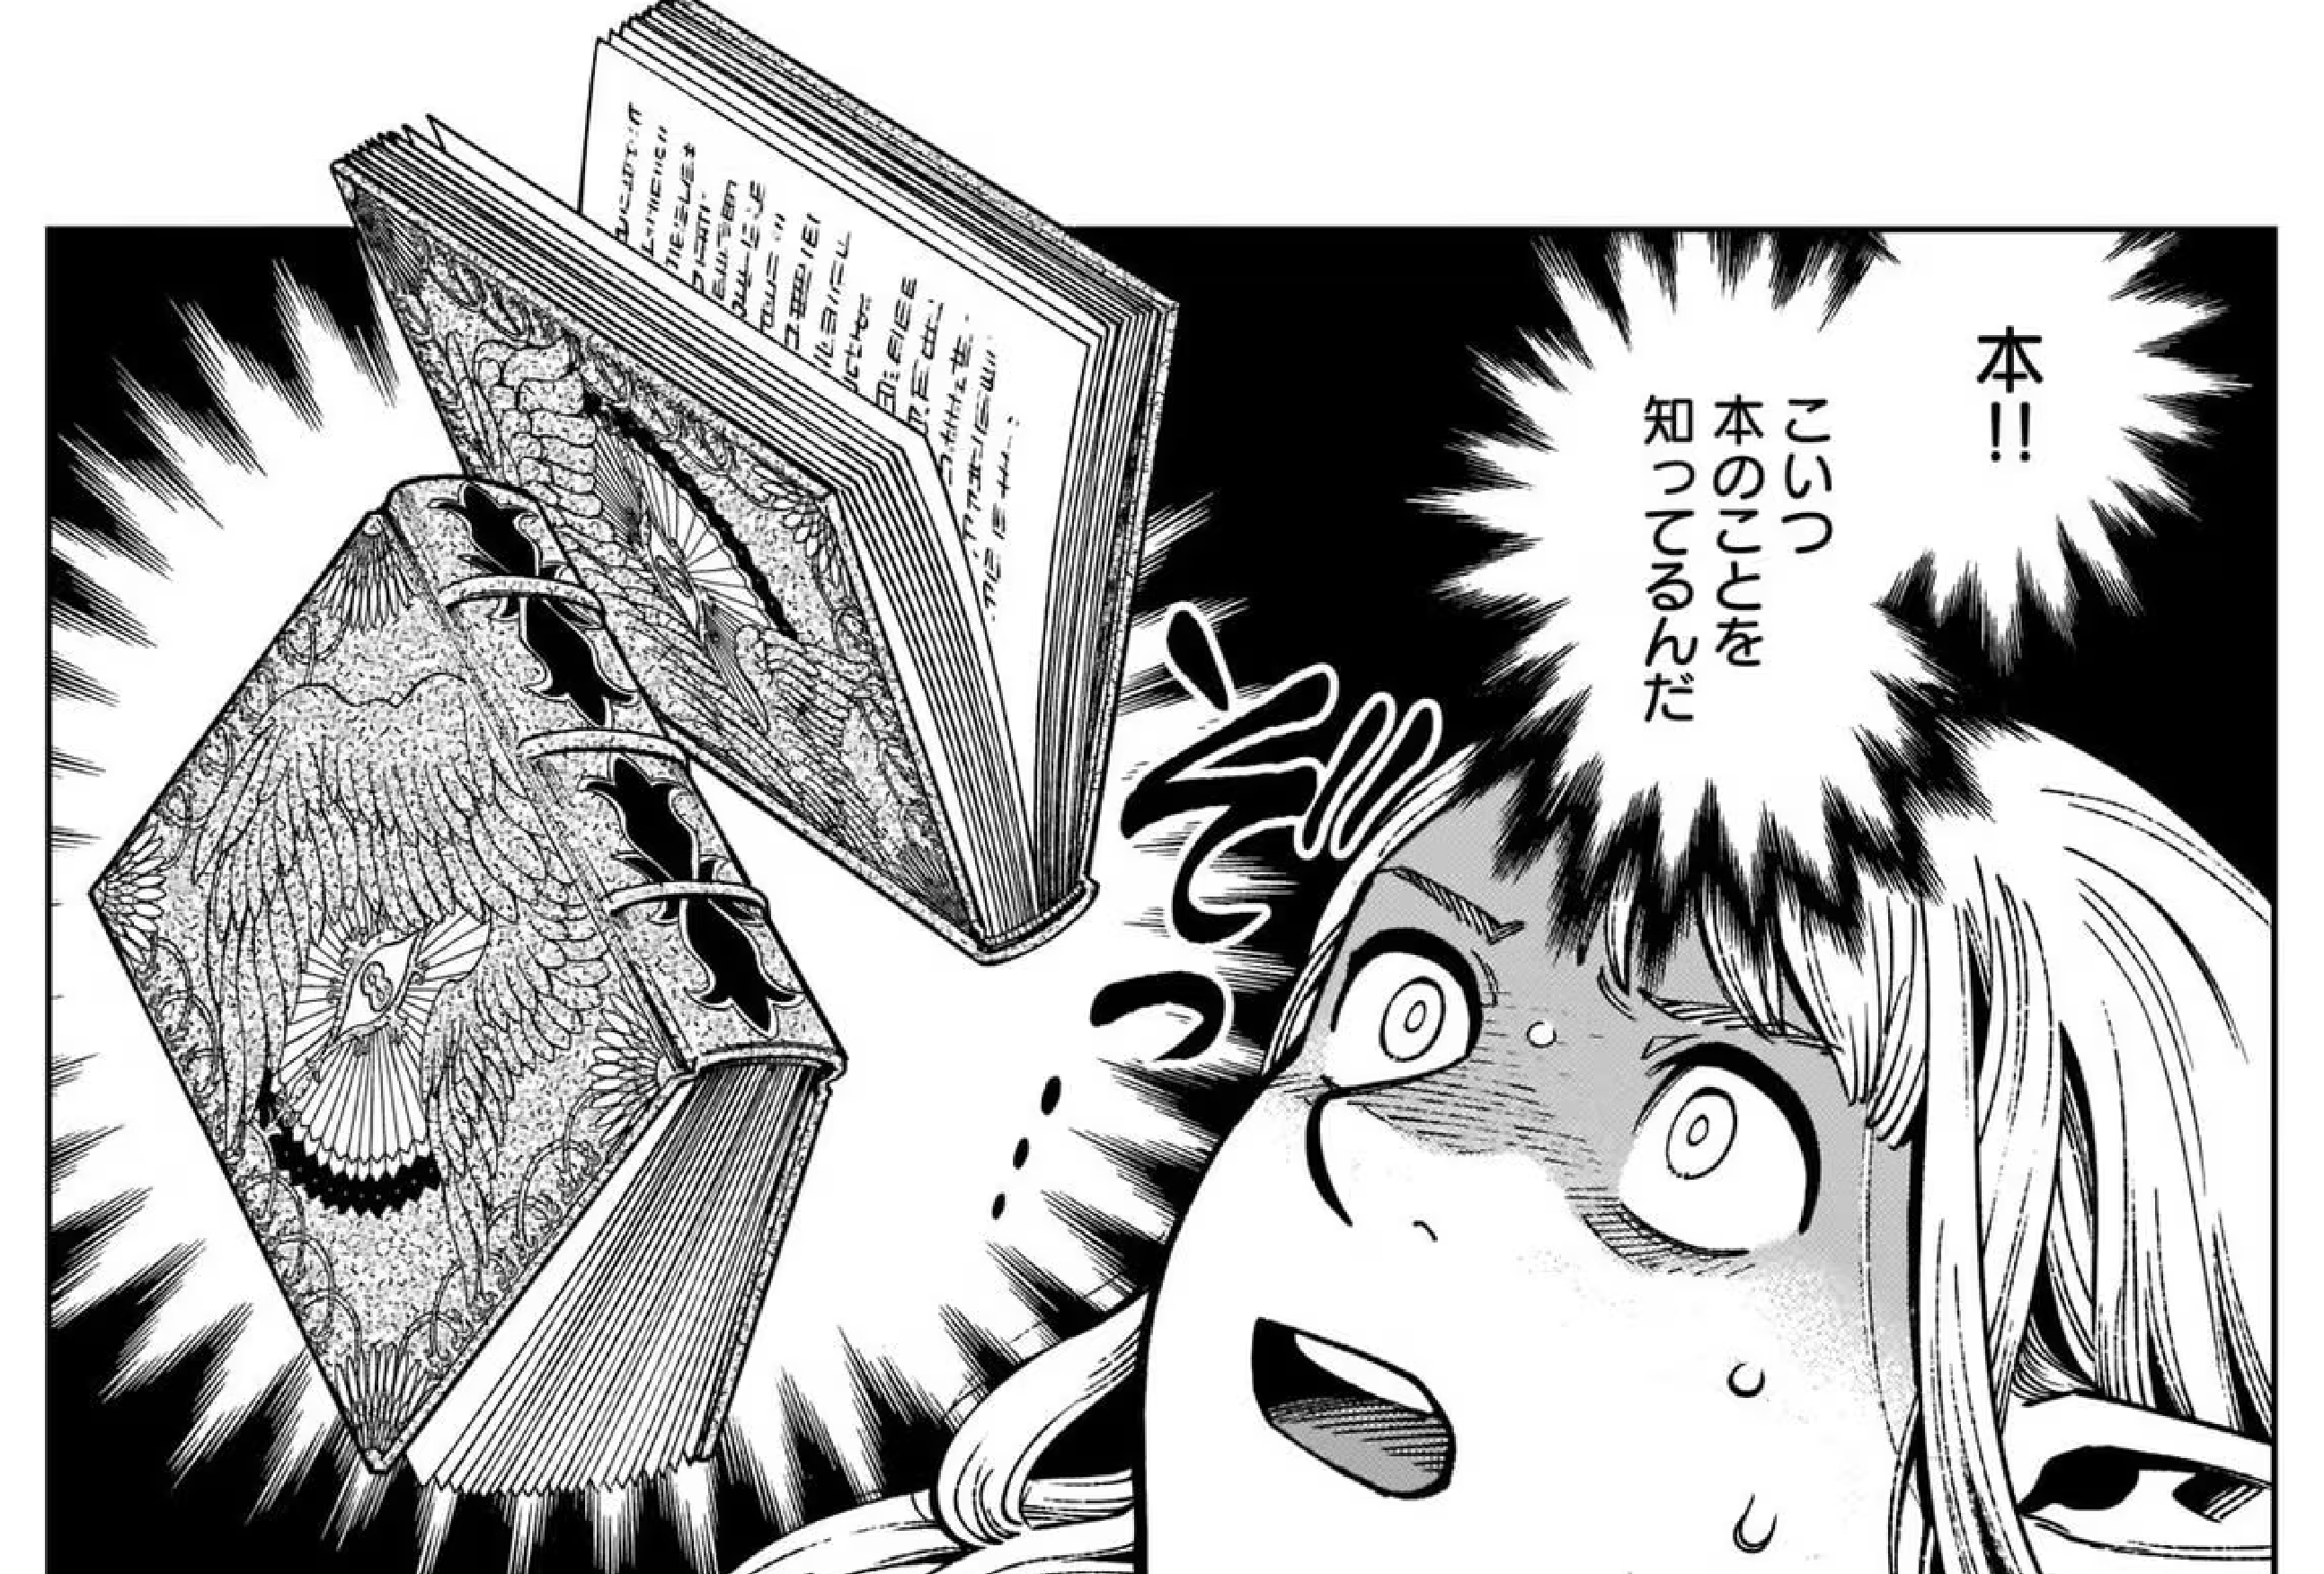 本!!
こいつ
本のことを
知ってるんだ
ぞっ…